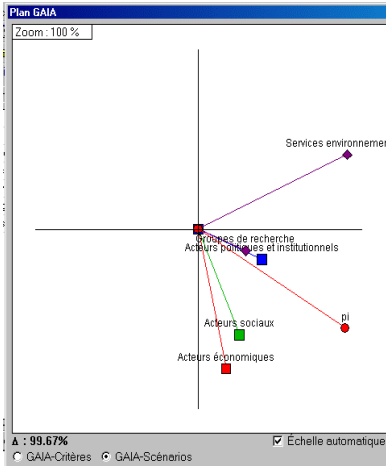 Plan GAIA
Zoom : 100 %
Services environnemen
Groupes de recherche
Acteurs politiques et institutionnels
pi
Acteurs sociaux
Acteurs économiques
Δ : 99.67%
Échelle automatique
GAIA-Critères GAIA-Scénarios